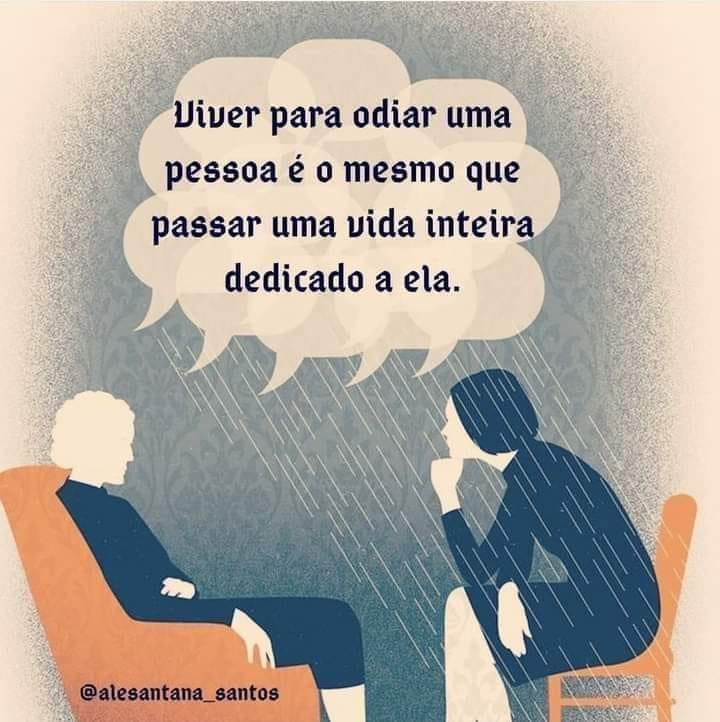 Viver para odiar uma
pessoa é o mesmo que
passar uma vida inteira
dedicado a ela.
@alesantana_santos